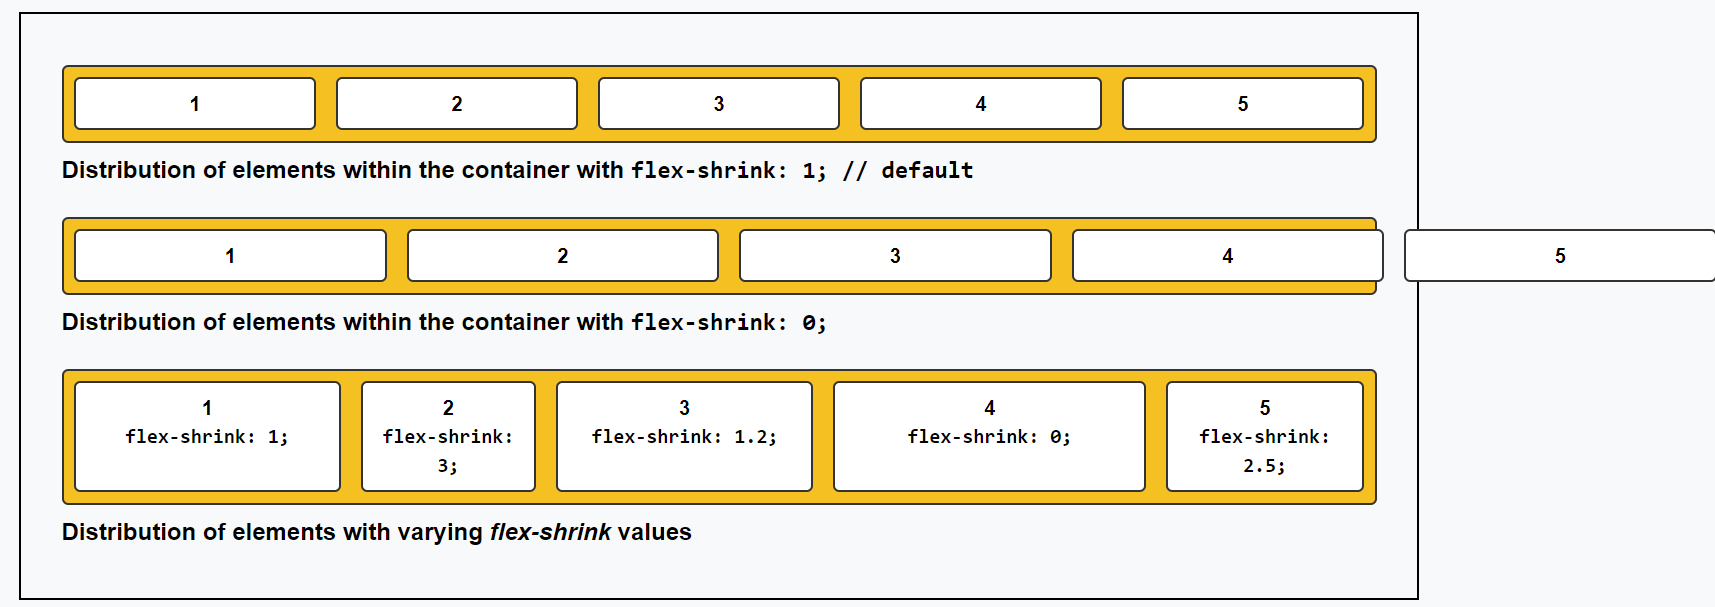 1 2 3 4 5
Distribution of elements within the container with flex-shrink: 1; // default
1 2 3 4 5
Distribution of elements within the container with flex-shrink: 0;
1
flex-shrink: 1;
2
flex-shrink:
3;
3
flex-shrink: 1.2;
4
flex-shrink: 0;
5
flex-shrink:
2.5;
Distribution of elements with varying flex-shrink values